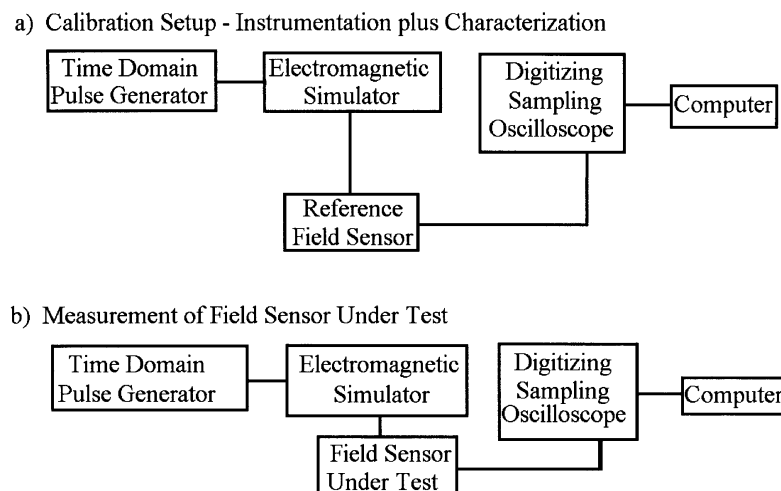 a) Calibration Setup - Instrumentation plus Characterization
Time Domain
Pulse Generator
Electromagnetic
Simulator
Digitizing
Sampling
Oscilloscope
Computer
Reference
Field Sensor
b) Measurement of Field Sensor Under Test
Time Domain
Pulse Generator
Electromagnetic
Simulator
Digitizing
Sampling
Oscilloscope
Computer
Field Sensor
Under Test